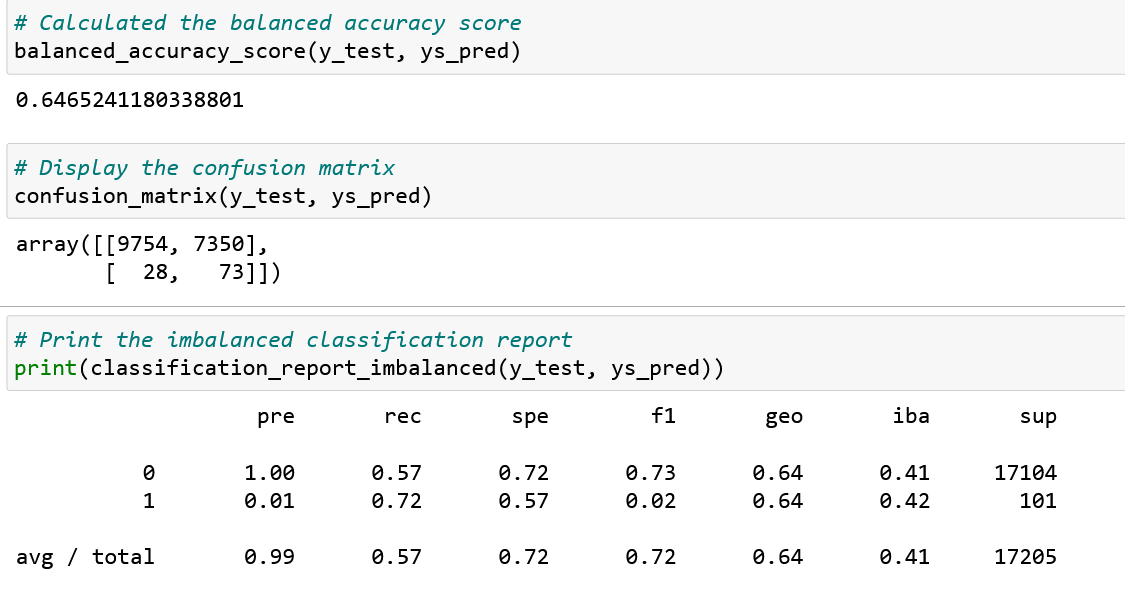 # Calculated the balanced accuracy score
balanced_accuracy_score(y_test, ys_pred)
0.6465241180338801
# Display the confusion matrix
confusion_matrix(y_test, ys_pred)
array([[9754, 7350],
       [  28,   73]])
# Print the imbalanced classification report
print(classification_report_imbalanced(y_test, ys_pred))
                   pre       rec       spe        f1       geo       iba       sup
          0       1.00      0.57      0.72      0.73      0.64      0.41     17104
          1       0.01      0.72      0.57      0.02      0.64      0.42       101
avg / total       0.99      0.57      0.72      0.72      0.64      0.41     17205